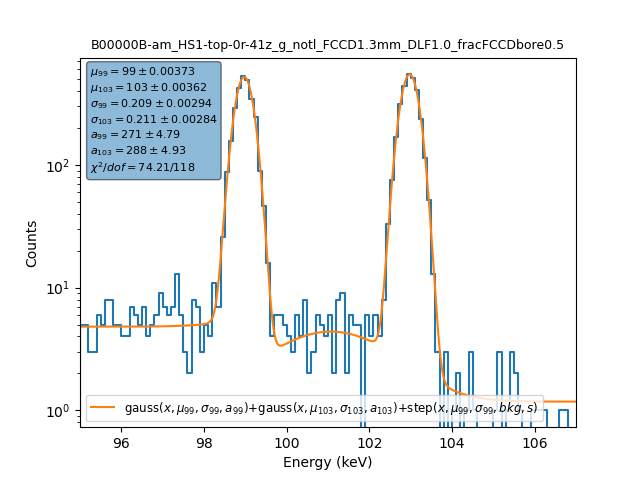 B00000B-am_HS1-top-0r-41z_g_notl_FCCD1.3mm_DLF1.0_fracFCCDbore0.5
μ₉₉ = 99 ± 0.00373
μ₁₀₃ = 103 ± 0.00362
σ₉₉ = 0.209 ± 0.00294
σ₁₀₃ = 0.211 ± 0.00284
a₉₉ = 271 ± 4.79
a₁₀₃ = 288 ± 4.93
χ²/dof = 74.21/118
10²
10¹
10⁰
Counts
gauss(x, μ₉₉, σ₉₉, a₉₉)+gauss(x, μ₁₀₃, σ₁₀₃, a₁₀₃)+step(x, μ₉₉, σ₉₉, bkg, s)
96 98 100 102 104 106
Energy (keV)